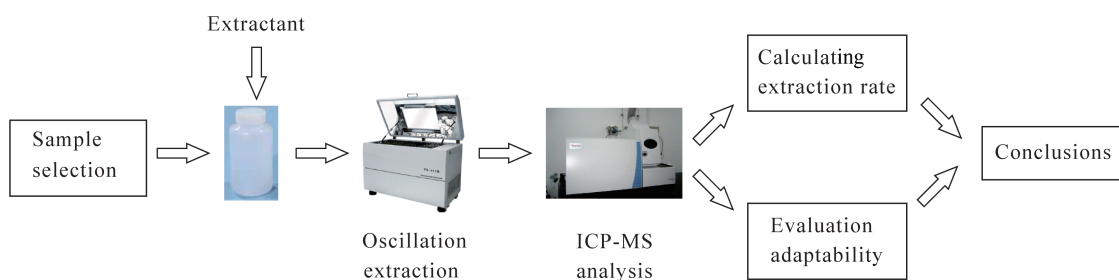 Extractant
Sample
selection
Oscillation
extraction
ICP-MS
analysis
Calculating
extraction rate
Evaluation
adaptability
Conclusions